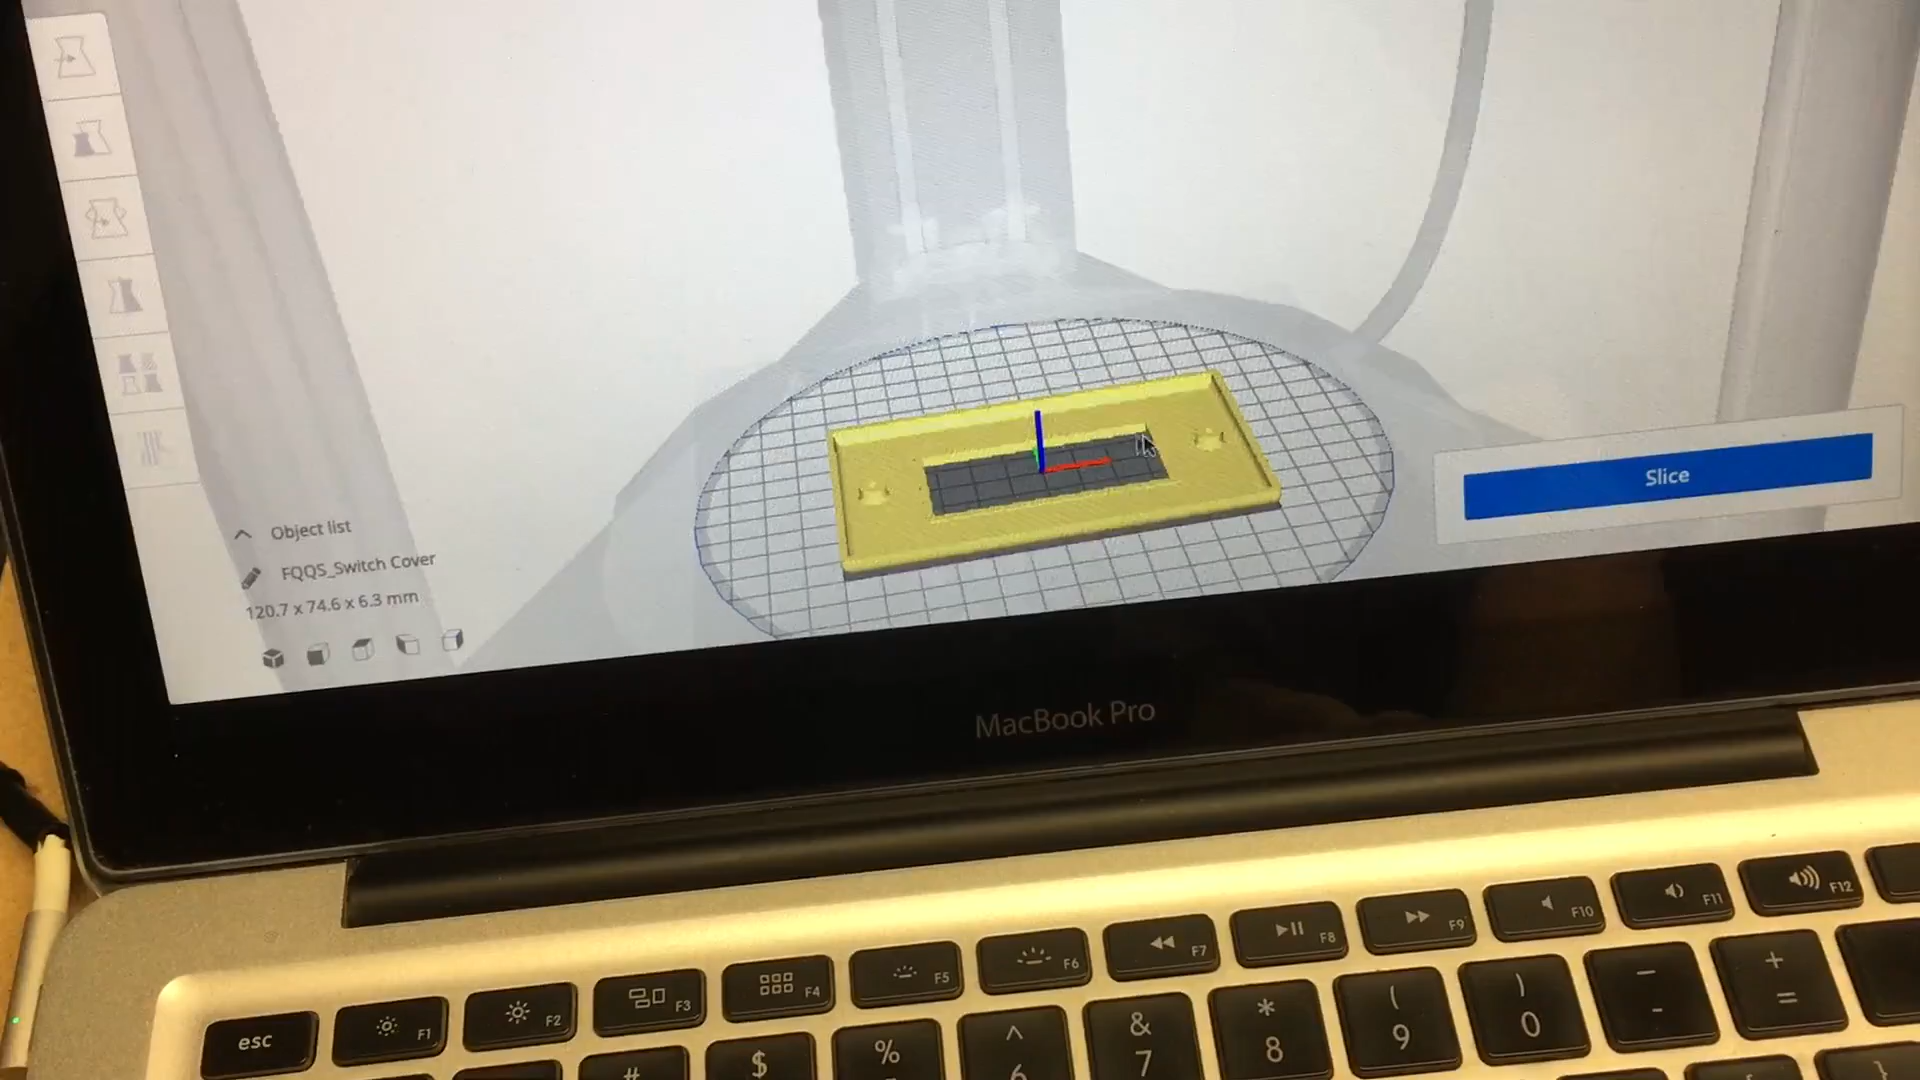 Slice
Object list
FQQS_Switch Cover
120.7 x 74.6 x 6.3 mm
MacBook Pro
esc F1 F2 F3 F4 F5 F6 F7 F8 F9 F10 F11 F12
# $ % ^ 6 & 7 * 8 ( 9 ) 0 — - + =